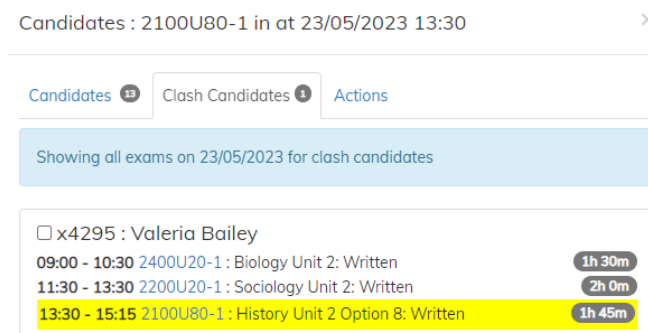 Candidates : 2100U80-1 in at 23/05/2023 13:30 ×
Candidates 13 Clash Candidates 1 Actions
Showing all exams on 23/05/2023 for clash candidates
x4295 : Valeria Bailey
09:00 - 10:30 2400U20-1 : Biology Unit 2: Written 1h 30m
11:30 - 13:30 2200U20-1 : Sociology Unit 2: Written 2h 0m
13:30 - 15:15 2100U80-1 : History Unit 2 Option 8: Written 1h 45m